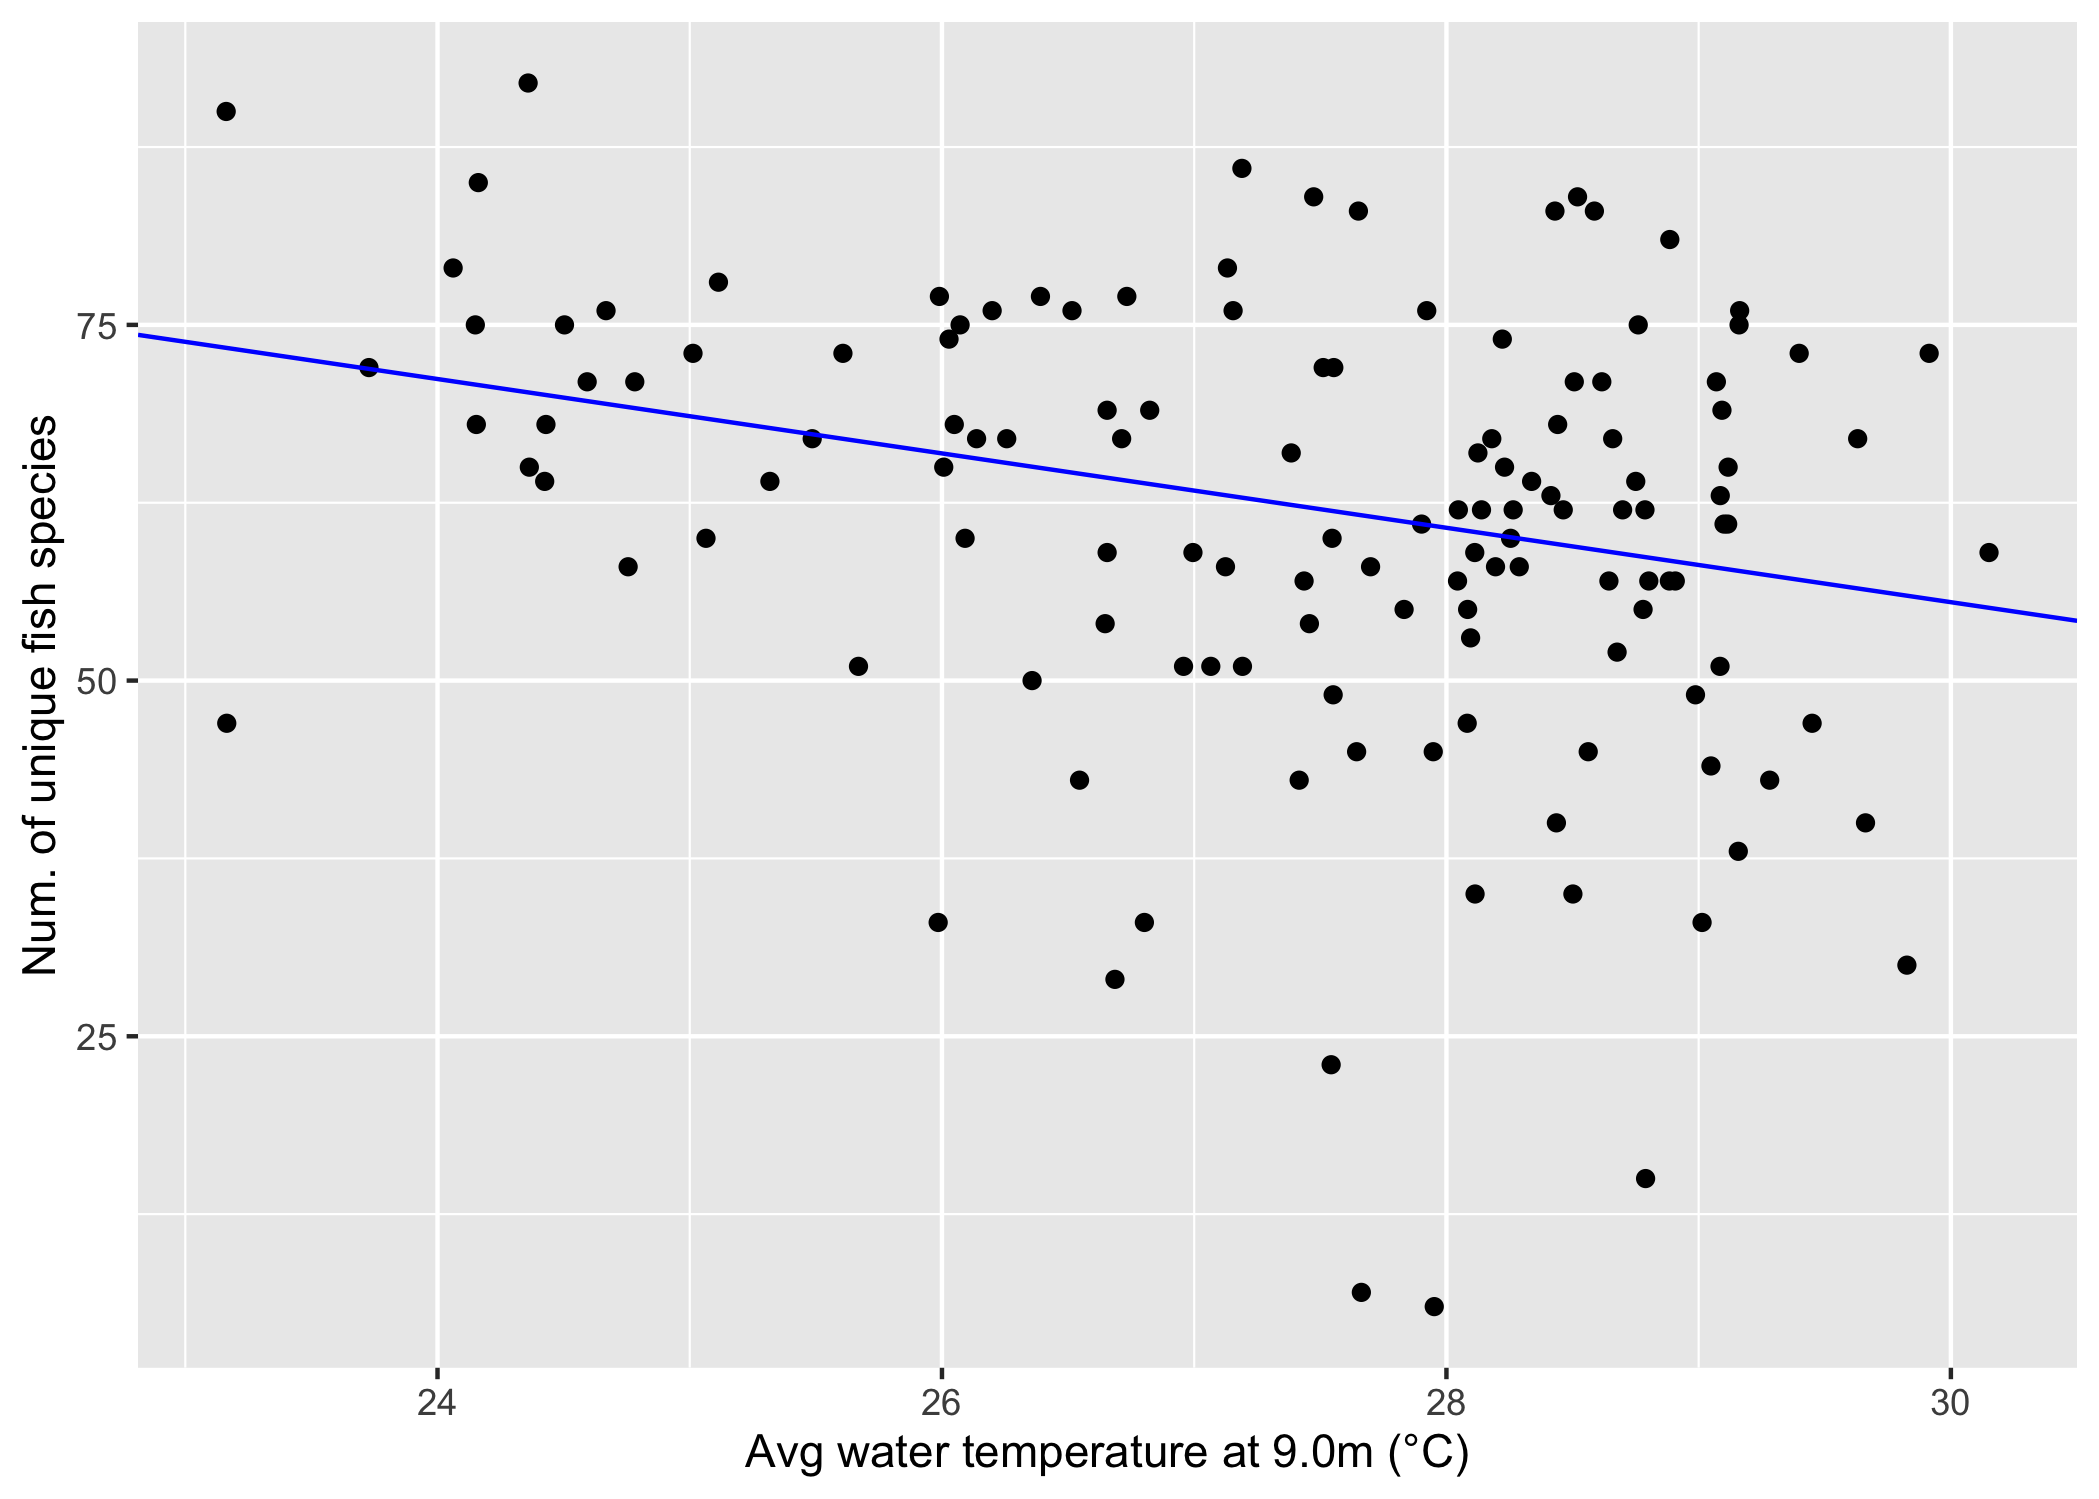 Num. of unique fish species
75
50
25
24 26 28 30
Avg water temperature at 9.0m (°C)